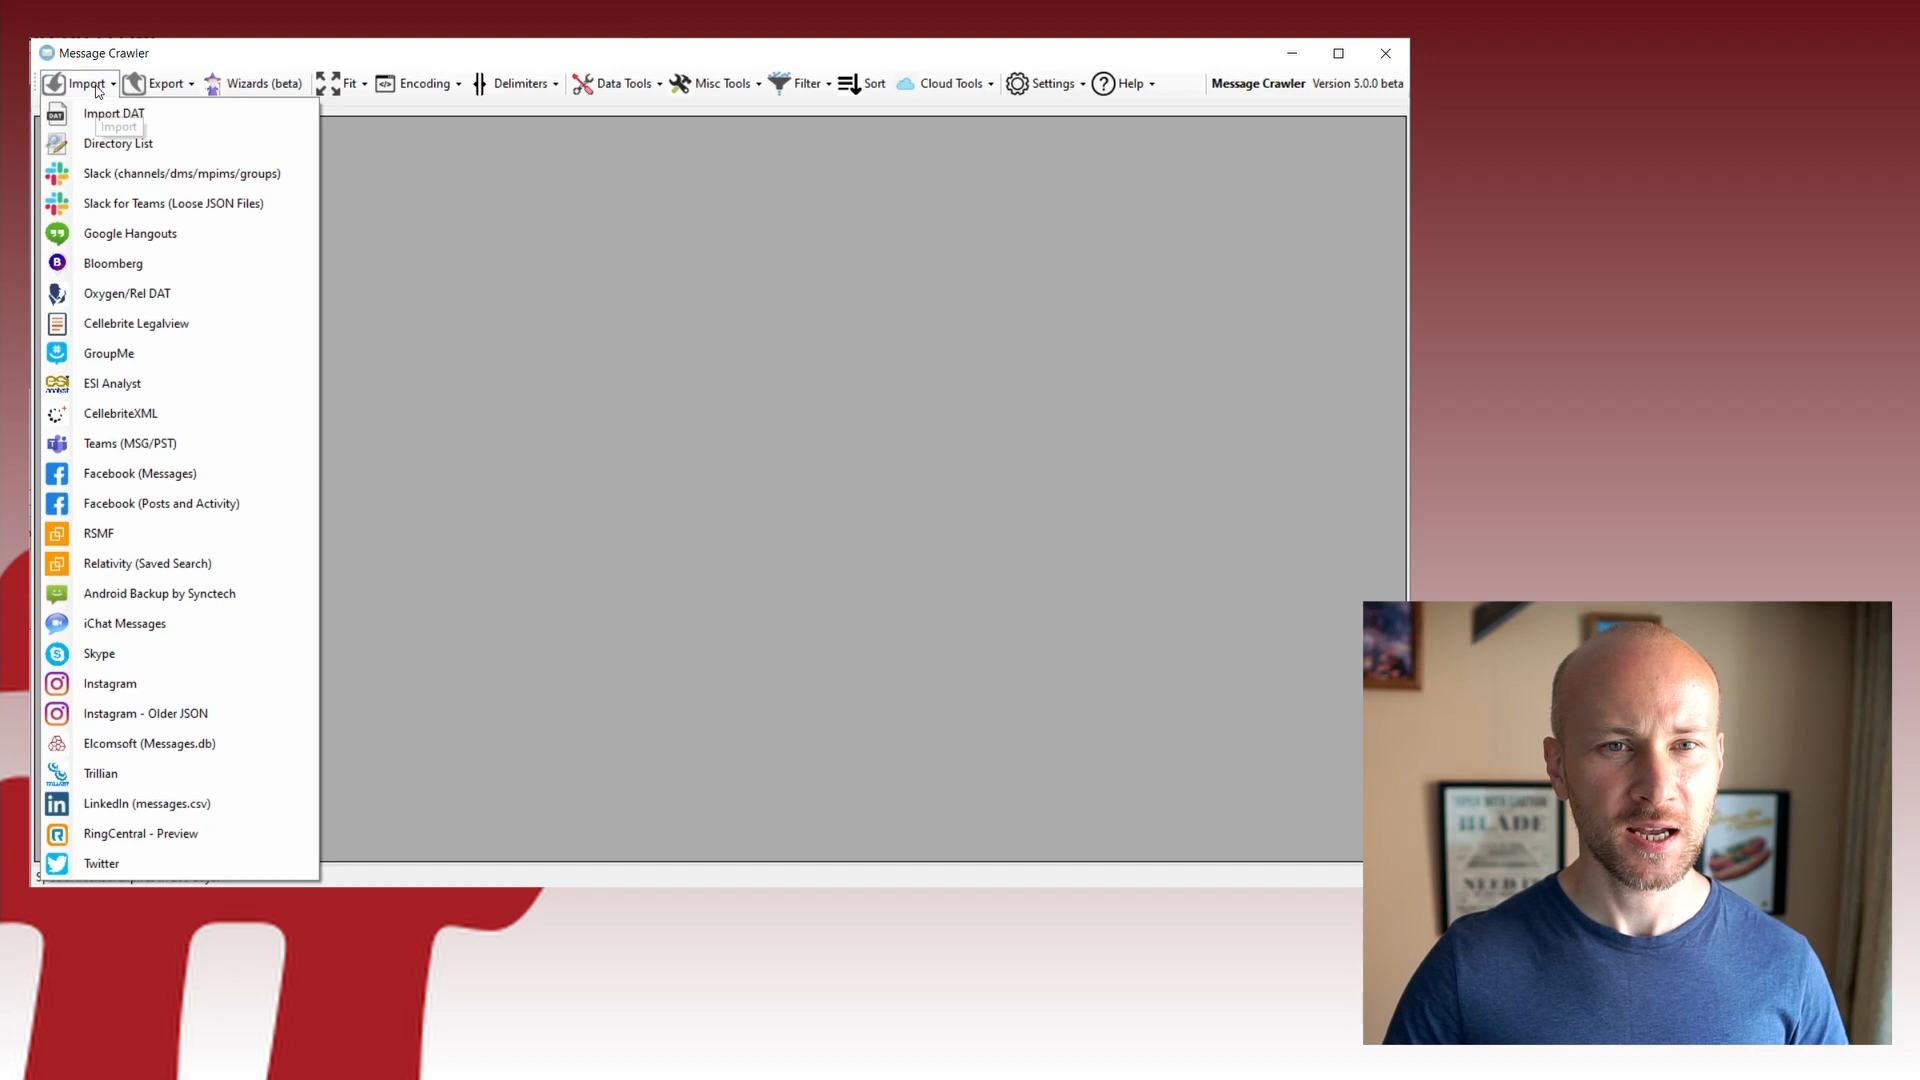 Message Crawler
Import Export Wizards (beta) Fit Encoding Delimiters Data Tools Misc Tools Filter Sort Cloud Tools Settings Help Message Crawler Version 5.0.0 beta
Import DAT
Import
Directory List
Slack (channels/dms/mpims/groups)
Slack for Teams (Loose JSON Files)
Google Hangouts
Bloomberg
Oxygen/Rel DAT
Cellebrite Legalview
GroupMe
ESI Analyst
CellebriteXML
Teams (MSG/PST)
Facebook (Messages)
Facebook (Posts and Activity)
RSMF
Relativity (Saved Search)
Android Backup by Synctech
iChat Messages
Skype
Instagram
Instagram - Older JSON
Elcomsoft (Messages.db)
Trillian
LinkedIn (messages.csv)
RingCentral - Preview
Twitter
BLADE